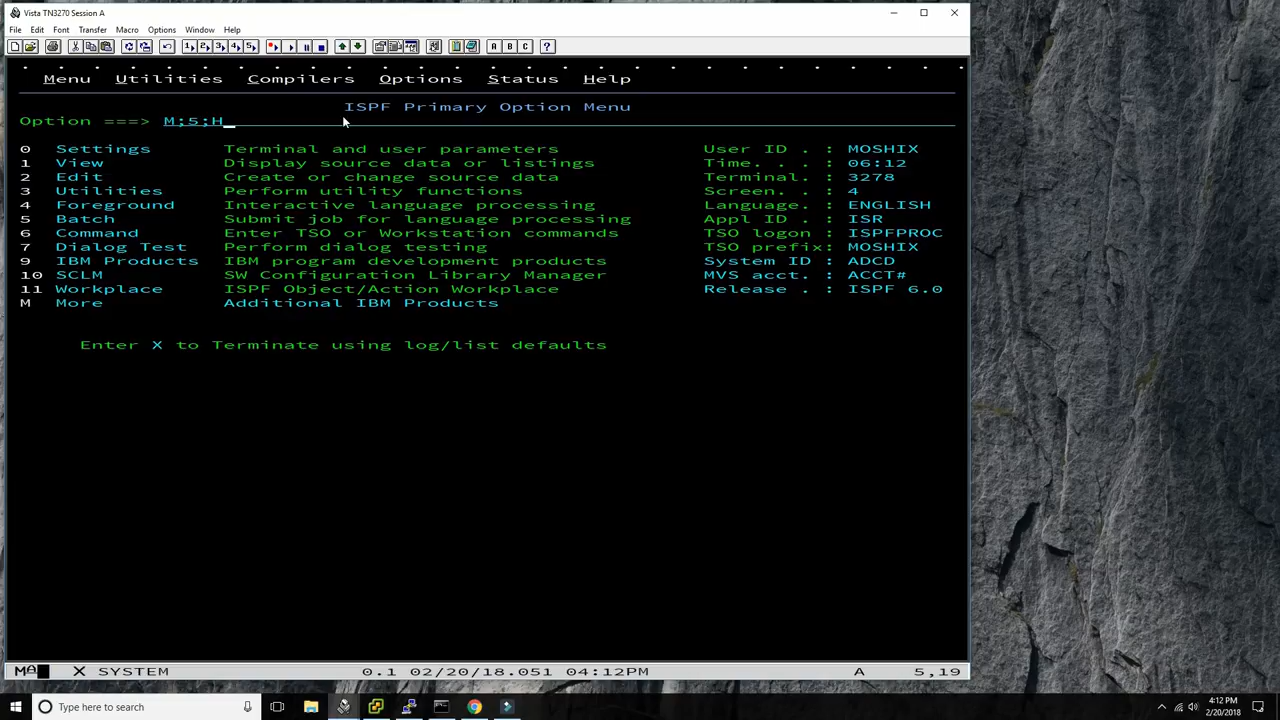 Vista TN3270 Session A
File Edit Font Transfer Macro Options Window Help
1 2 3 4 5 A B C ?
Menu Utilities Compilers Options Status Help
ISPF Primary Option Menu
Option ===> M;5;H_
0 Settings Terminal and user parameters User ID . : MOSHIX
1 View Display source data or listings Time. . . : 06:12
2 Edit Create or change source data Terminal. : 3278
3 Utilities Perform utility functions Screen. . : 4
4 Foreground Interactive language processing Language. : ENGLISH
5 Batch Submit job for language processing Appl ID . : ISR
6 Command Enter TSO or Workstation commands TSO logon : ISPFPROC
7 Dialog Test Perform dialog testing TSO prefix: MOSHIX
9 IBM Products IBM program development products System ID : ADCD
10 SCLM SW Configuration Library Manager MVS acct. : ACCT#
11 Workplace ISPF Object/Action Workplace Release . : ISPF 6.0
M More Additional IBM Products
Enter X to Terminate using log/list defaults
MA X SYSTEM 0.1 02/20/18.051 04:12PM A 5,19
Type here to search
4:12 PM
2/20/2018